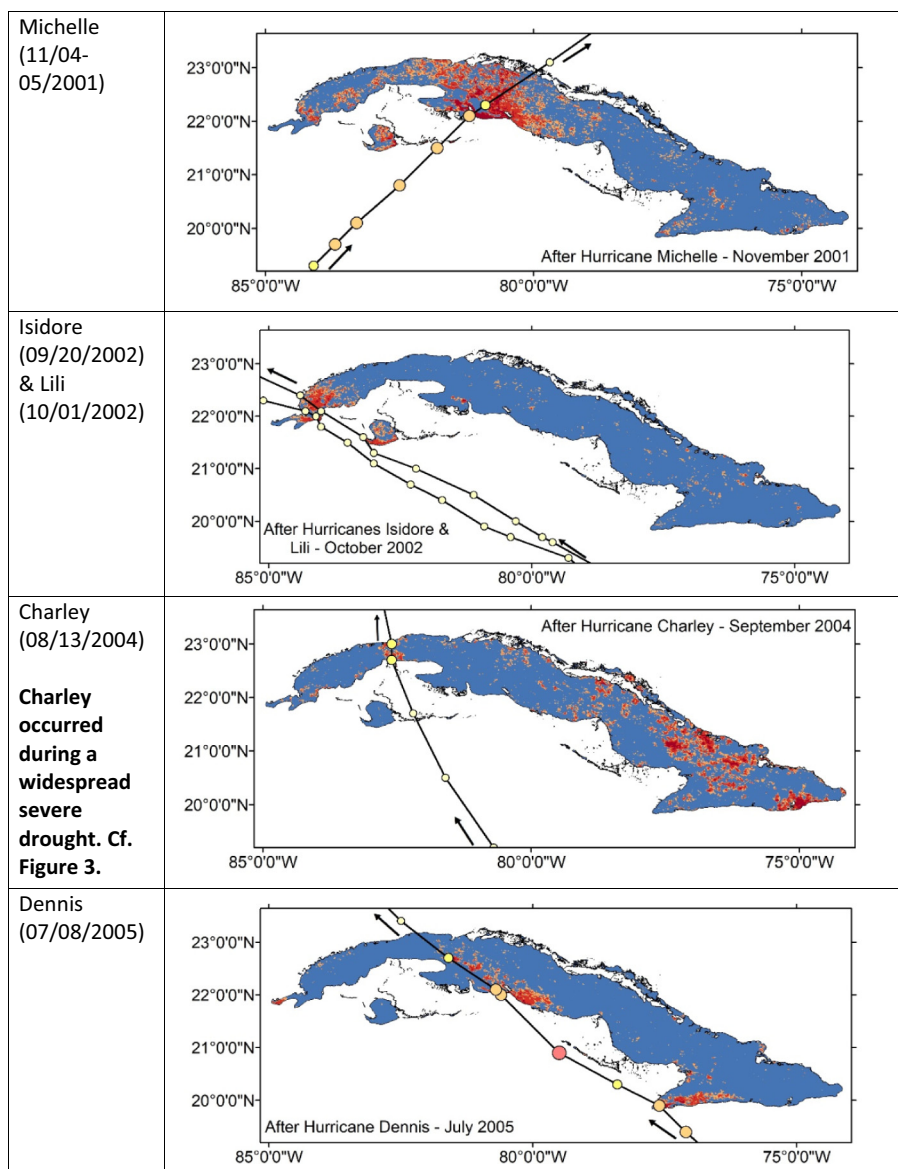 Michelle
(11/04-
05/2001)
23°0'0"N
22°0'0"N
21°0'0"N
20°0'0"N
After Hurricane Michelle - November 2001
85°0'0"W
80°0'0"W
75°0'0"W
Isidore
(09/20/2002)
& Lili
(10/01/2002)
23°0'0"N
22°0'0"N
21°0'0"N
20°0'0"N
After Hurricanes Isidore &
Lili - October 2002
85°0'0"W
80°0'0"W
75°0'0"W
Charley
(08/13/2004)
Charley
occurred
during a
widespread
severe
drought. Cf.
Figure 3.
After Hurricane Charley - September 2004
23°0'0"N
22°0'0"N
21°0'0"N
20°0'0"N
85°0'0"W
80°0'0"W
75°0'0"W
Dennis
(07/08/2005)
23°0'0"N
22°0'0"N
21°0'0"N
20°0'0"N
After Hurricane Dennis - July 2005
85°0'0"W
80°0'0"W
75°0'0"W